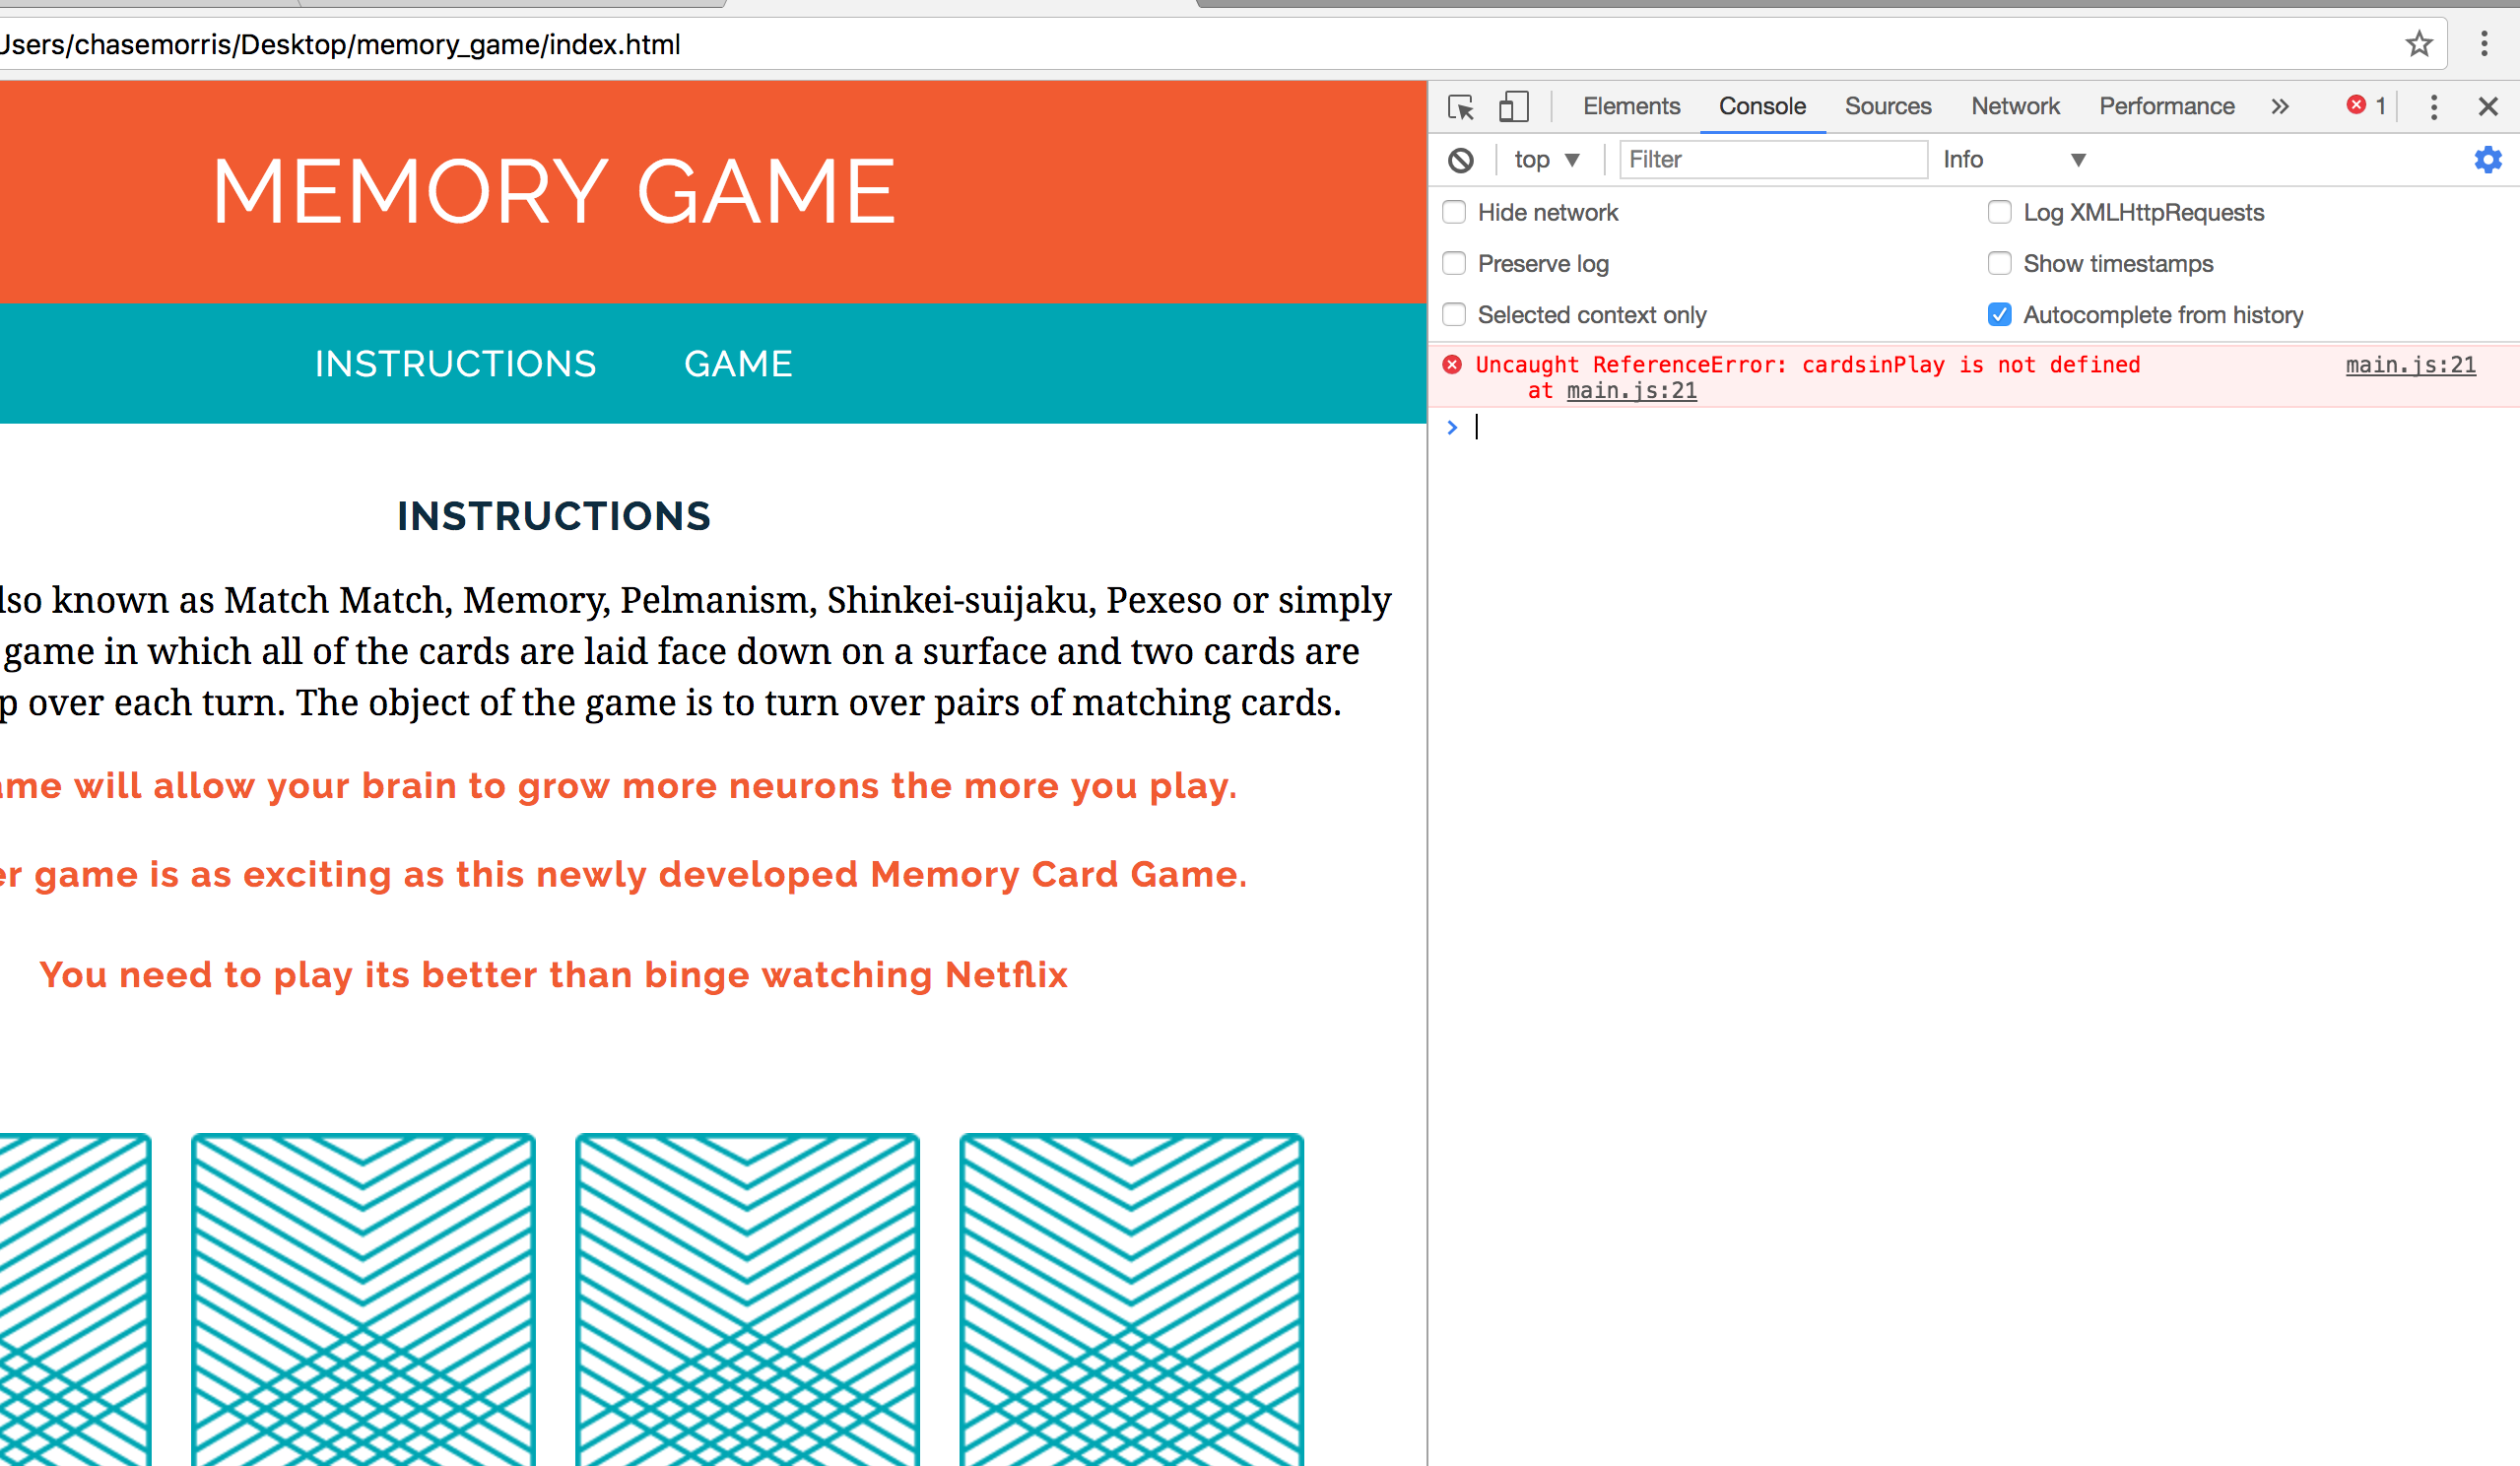 Users/chasemorris/Desktop/memory_game/index.html
MEMORY GAME
INSTRUCTIONS GAME
INSTRUCTIONS
lso known as Match Match, Memory, Pelmanism, Shinkei-suijaku, Pexeso or simply
game in which all of the cards are laid face down on a surface and two cards are
p over each turn. The object of the game is to turn over pairs of matching cards.
ame will allow your brain to grow more neurons the more you play.
er game is as exciting as this newly developed Memory Card Game.
You need to play its better than binge watching Netflix
Elements Console Sources Network Performance » 1
top Filter Info
Hide network Log XMLHttpRequests
Preserve log Show timestamps
Selected context only Autocomplete from history
Uncaught ReferenceError: cardsinPlay is not defined main.js:21
at main.js:21
>